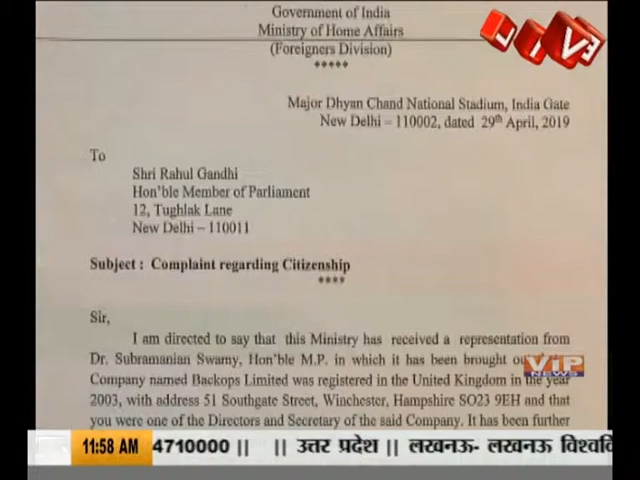 Government of India
Ministry of Home Affairs
(Foreigners Division)
*****
LIVE
Major Dhyan Chand National Stadium, India Gate
New Delhi – 110002, dated 29th April, 2019
To
Shri Rahul Gandhi
Hon'ble Member of Parliament
12, Tughlak Lane
New Delhi – 110011
Subject : Complaint regarding Citizenship
****
Sir,
I am directed to say that this Ministry has received a representation from
Dr. Subramanian Swamy, Hon'ble M.P. in which it has been brought
Company named Backops Limited was registered in the United Kingdom in the year
2003, with address 51 Southgate Street, Winchester, Hampshire SO23 9EH and that
you were one of the Directors and Secretary of the said Company. It has been further
VIP
NEWS
11:58 AM 4710000 || || उत्तर प्रदेश || लखनऊ- लखनऊ